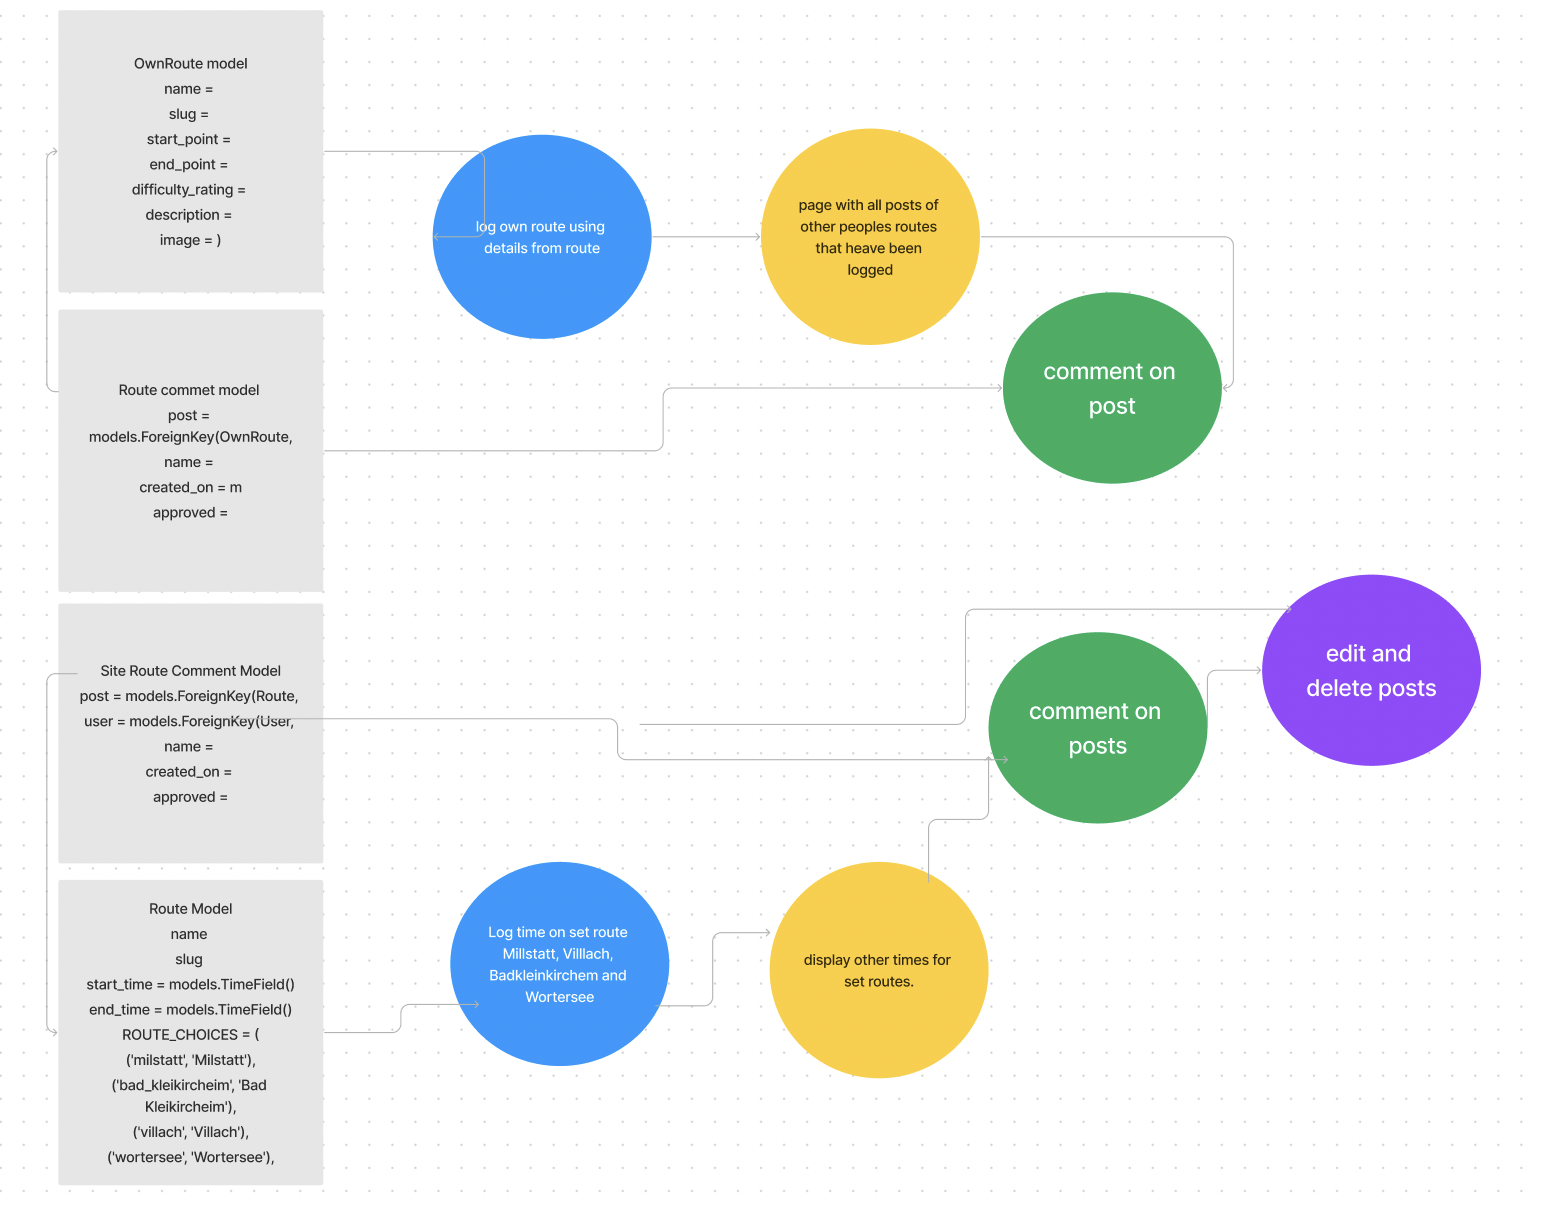 OwnRoute model
name =
slug =
start_point =
end_point =
difficulty_rating =
description =
image = )
log own route using
details from route
page with all posts of
other peoples routes
that heave been
logged
comment on
post
Route commet model
post =
models.ForeignKey(OwnRoute,
name =
created_on = m
approved =
Site Route Comment Model
post = models.ForeignKey(Route,
user = models.ForeignKey(User,
name =
created_on =
approved =
comment on
posts
edit and
delete posts
Route Model
name
slug
start_time = models.TimeField()
end_time = models.TimeField()
ROUTE_CHOICES = (
('milstatt', 'Milstatt'),
('bad_kleikircheim', 'Bad
Kleikircheim'),
('villach', 'Villach'),
('wortersee', 'Wortersee'),
Log time on set route
Millstatt, Villlach,
Badkleinkirchem and
Wortersee
display other times for
set routes.